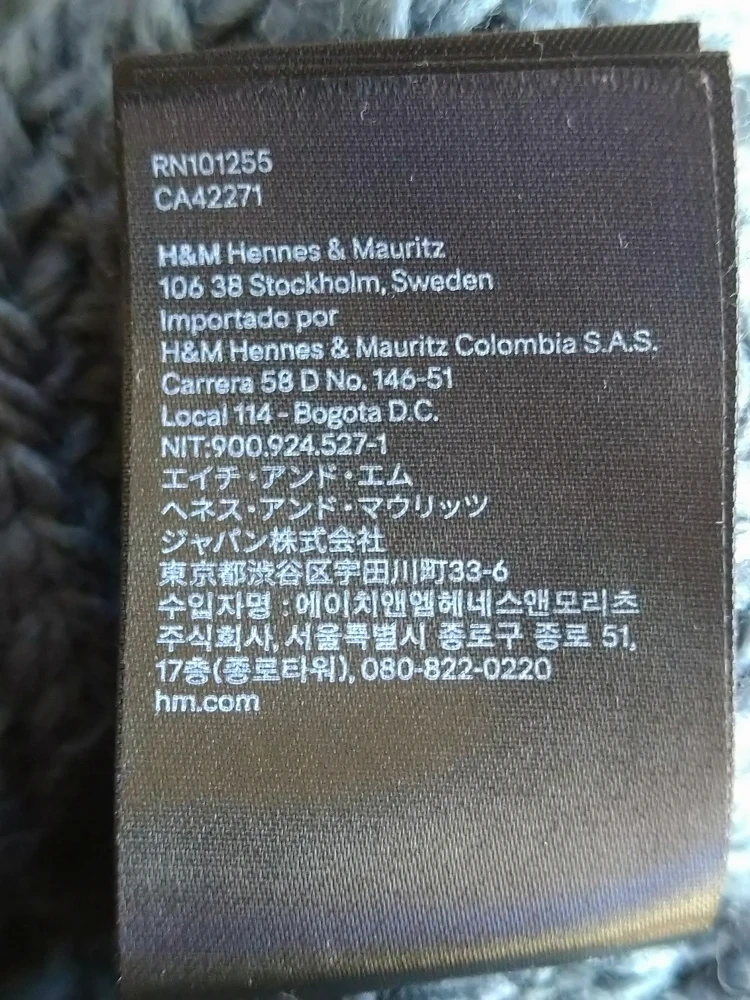 RN101255
CA42271
H&M Hennes & Mauritz
106 38 Stockholm, Sweden
Importado por
H&M Hennes & Mauritz Colombia S.A.S.
Carrera 58 D No. 146-51
Local 114 - Bogota D.C.
NIT:900.924.527-1
エイチ・アンド・エム
ヘネス・アンド・マウリッツ
ジャパン株式会社
東京都渋谷区宇田川町33-6
수입자명 : 에이치앤엠헤네스앤모리츠
주식회사, 서울특별시 종로구 종로 51,
17층(종로타워), 080-822-0220
hm.com